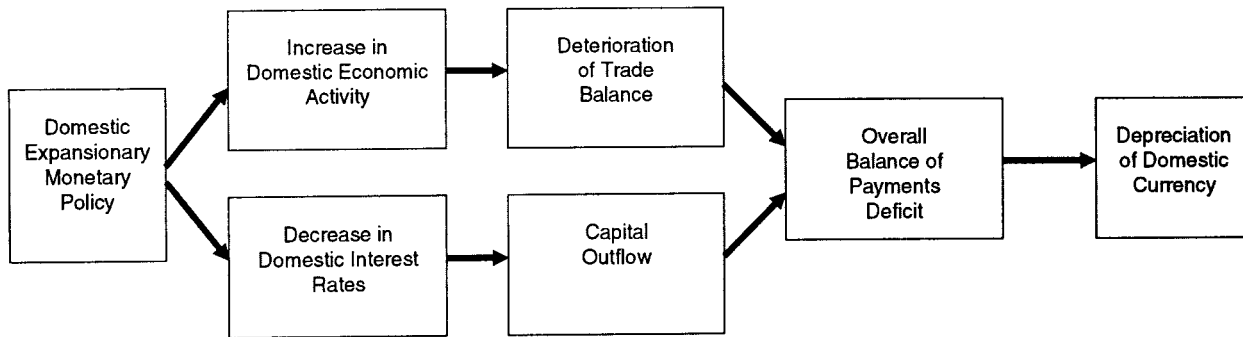 Domestic
Expansionary
Monetary
Policy
Increase in
Domestic Economic
Activity
Deterioration
of Trade
Balance
Decrease in
Domestic Interest
Rates
Capital
Outflow
Overall
Balance of
Payments
Deficit
Depreciation
of Domestic
Currency